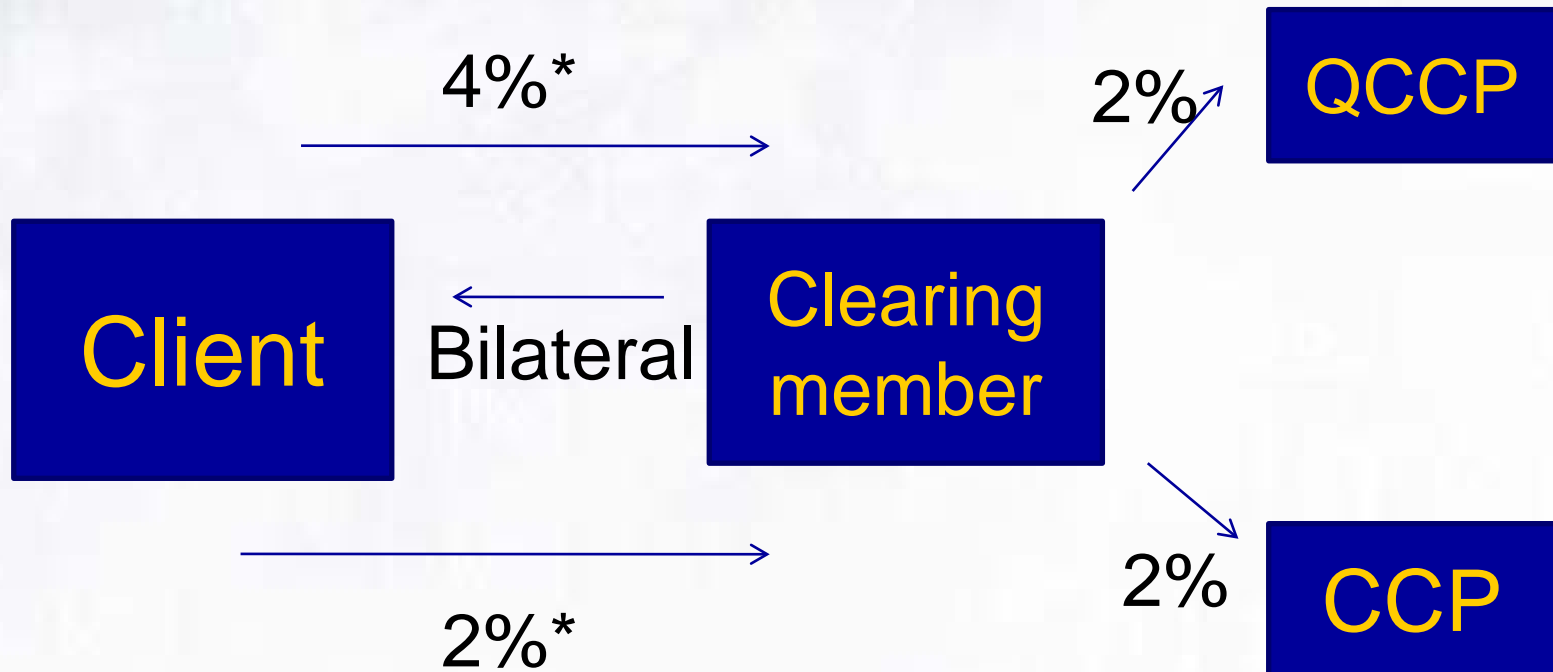 4%*
2%
QCCP
Client
Bilateral
Clearing
member
2%*
2%
CCP